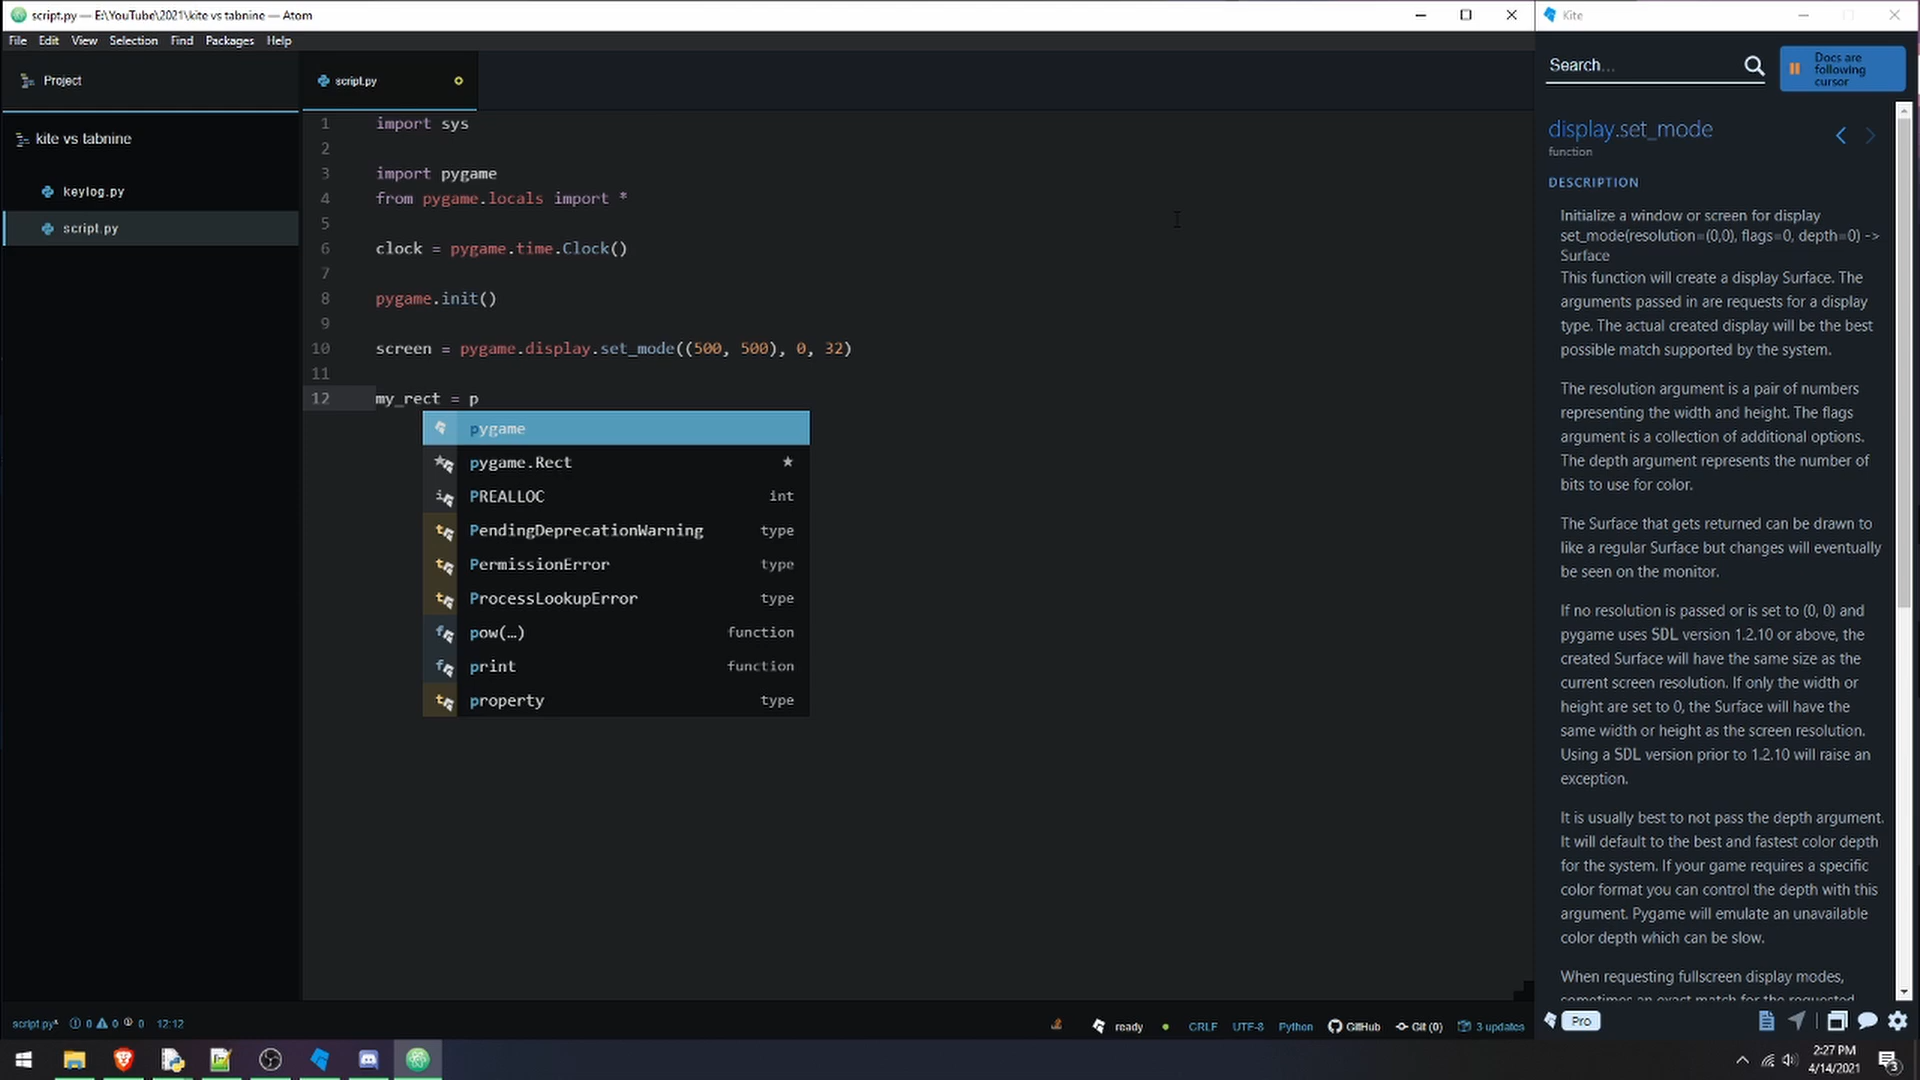 script.py — E:\YouTube\2021\kite vs tabnine — Atom
File Edit View Selection Find Packages Help
Project
kite vs tabnine
keylog.py
script.py
script.py
1 import sys
2
3 import pygame
4 from pygame.locals import *
5
6 clock = pygame.time.Clock()
7
8 pygame.init()
9
10 screen = pygame.display.set_mode((500, 500), 0, 32)
11
12 my_rect = p
pygame
pygame.Rect ★
PREALLOC int
PendingDeprecationWarning type
PermissionError type
ProcessLookupError type
pow(…) function
print function
property type
Kite
Search...
Docs are
following
cursor
display.set_mode
function
DESCRIPTION
Initialize a window or screen for display
set_mode(resolution=(0,0), flags=0, depth=0) ->
Surface
This function will create a display Surface. The
arguments passed in are requests for a display
type. The actual created display will be the best
possible match supported by the system.
The resolution argument is a pair of numbers
representing the width and height. The flags
argument is a collection of additional options.
The depth argument represents the number of
bits to use for color.
The Surface that gets returned can be drawn to
like a regular Surface but changes will eventually
be seen on the monitor.
If no resolution is passed or is set to (0, 0) and
pygame uses SDL version 1.2.10 or above, the
created Surface will have the same size as the
current screen resolution. If only the width or
height are set to 0, the Surface will have the
same width or height as the screen resolution.
Using a SDL version prior to 1.2.10 will raise an
exception.
It is usually best to not pass the depth argument.
It will default to the best and fastest color depth
for the system. If your game requires a specific
color format you can control the depth with this
argument. Pygame will emulate an unavailable
color depth which can be slow.
When requesting fullscreen display modes,
sometimes an exact match for the requested
Pro
script.py* 0 0 0 12:12
ready CRLF UTF-8 Python GitHub Git (0) 3 updates
2:27 PM
4/14/2021
3